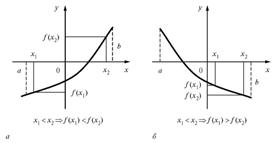 y
f(x₂)
x₁
a
0
x₂
b
x
f(x₁)
x₁ < x₂ ⇒ f(x₁) < f(x₂)
а
y
a
x₁
x₂
0
b
x
f(x₁)
f(x₂)
x₁ < x₂ ⇒ f(x₁) > f(x₂)
б